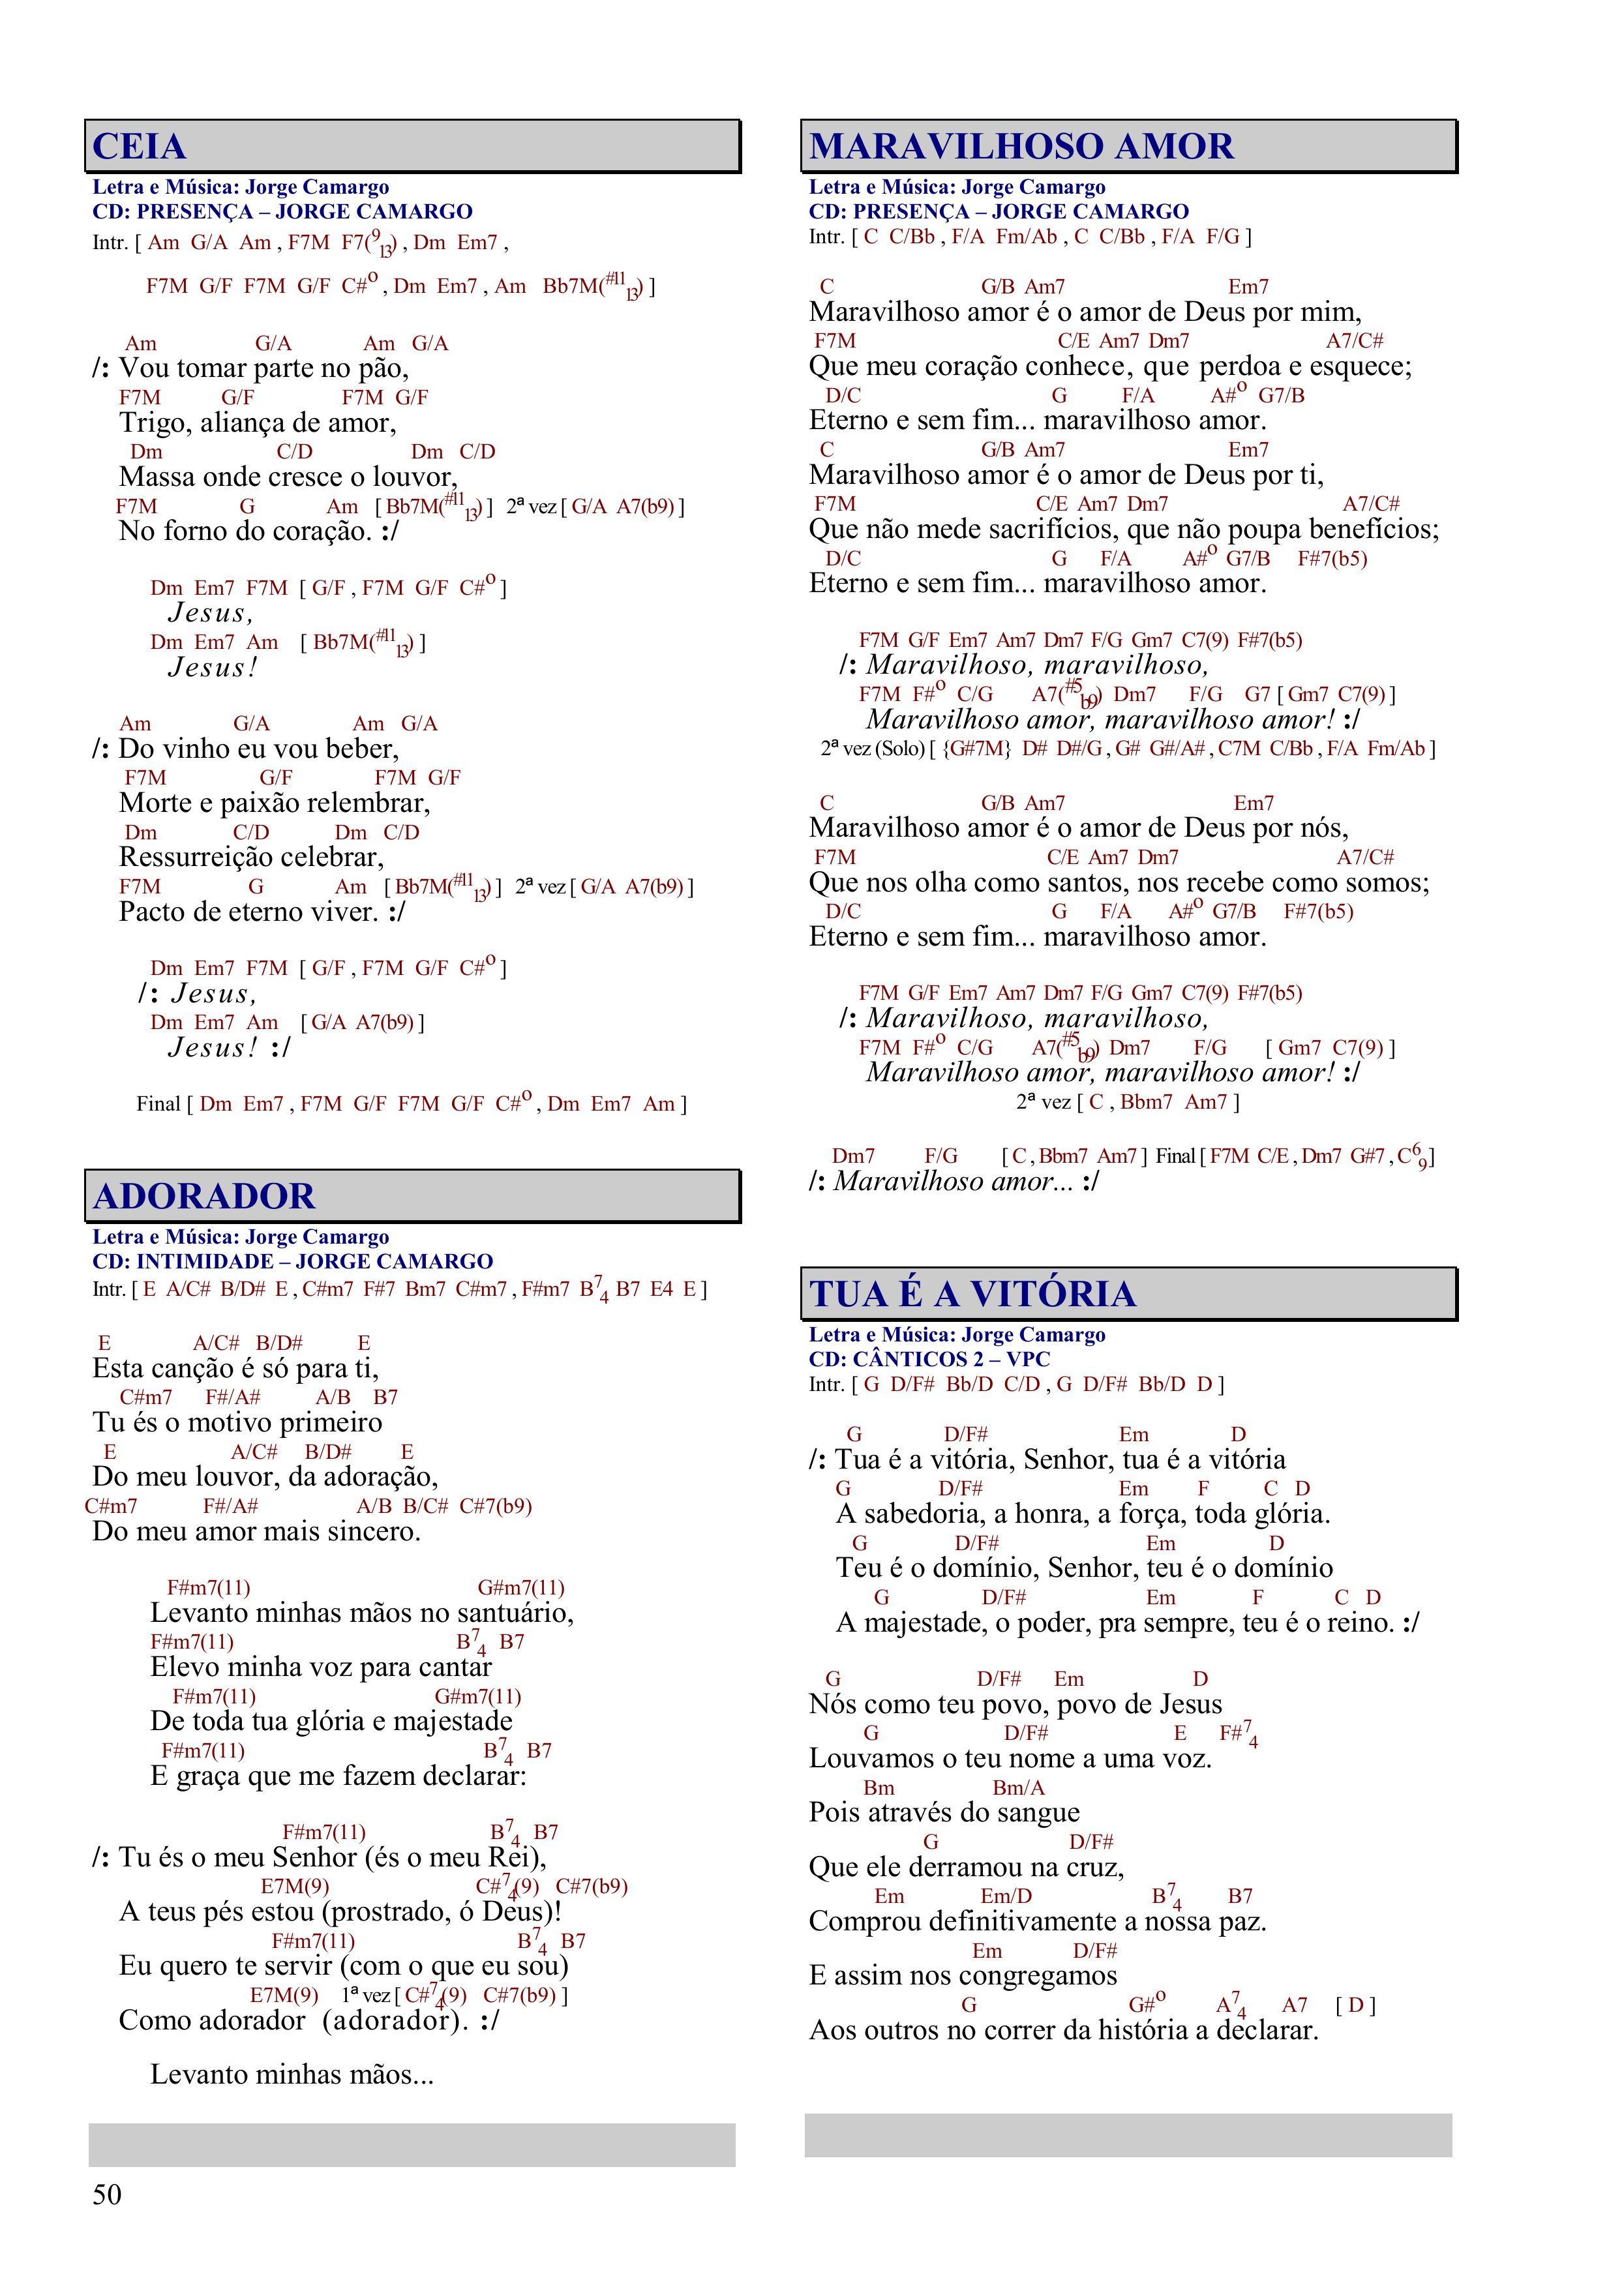 CEIA
Letra e Música: Jorge Camargo
CD: PRESENÇA – JORGE CAMARGO
Intr. [ Am G/A Am , F7M F7(9 13) , Dm Em7 ,
F7M G/F F7M G/F C#º , Dm Em7 , Am Bb7M(#11 13) ]
Am G/A Am G/A
/: Vou tomar parte no pão,
F7M G/F F7M G/F
Trigo, aliança de amor,
Dm C/D Dm C/D
Massa onde cresce o louvor,
F7M G Am [ Bb7M(#11 13) ] 2ª vez [ G/A A7(b9) ]
No forno do coração. :/
Dm Em7 F7M [ G/F , F7M G/F C#º ]
Jesus,
Dm Em7 Am [ Bb7M(#11 13) ]
Jesus!
Am G/A Am G/A
/: Do vinho eu vou beber,
F7M G/F F7M G/F
Morte e paixão relembrar,
Dm C/D Dm C/D
Ressurreição celebrar,
F7M G Am [ Bb7M(#11 13) ] 2ª vez [ G/A A7(b9) ]
Pacto de eterno viver. :/
Dm Em7 F7M [ G/F , F7M G/F C#º ]
/: Jesus,
Dm Em7 Am [ G/A A7(b9) ]
Jesus! :/
Final [ Dm Em7 , F7M G/F F7M G/F C#º , Dm Em7 Am ]
ADORADOR
Letra e Música: Jorge Camargo
CD: INTIMIDADE – JORGE CAMARGO
Intr. [ E A/C# B/D# E , C#m7 F#7 Bm7 C#m7 , F#m7 B7 4 B7 E4 E ]
E A/C# B/D# E
Esta canção é só para ti,
C#m7 F#/A# A/B B7
Tu és o motivo primeiro
E A/C# B/D# E
Do meu louvor, da adoração,
C#m7 F#/A# A/B B/C# C#7(b9)
Do meu amor mais sincero.
F#m7(11) G#m7(11)
Levanto minhas mãos no santuário,
F#m7(11) B7 4 B7
Elevo minha voz para cantar
F#m7(11) G#m7(11)
De toda tua glória e majestade
F#m7(11) B7 4 B7
E graça que me fazem declarar:
F#m7(11) B7 4 B7
/: Tu és o meu Senhor (és o meu Rei),
E7M(9) C#7 4(9) C#7(b9)
A teus pés estou (prostrado, ó Deus)!
F#m7(11) B7 4 B7
Eu quero te servir (com o que eu sou)
E7M(9) 1ª vez [ C#7 4(9) C#7(b9) ]
Como adorador (adorador). :/
Levanto minhas mãos...
50
MARAVILHOSO AMOR
Letra e Música: Jorge Camargo
CD: PRESENÇA – JORGE CAMARGO
Intr. [ C C/Bb , F/A Fm/Ab , C C/Bb , F/A F/G ]
C G/B Am7 Em7
Maravilhoso amor é o amor de Deus por mim,
F7M C/E Am7 Dm7 A7/C#
Que meu coração conhece, que perdoa e esquece;
D/C G F/A A#º G7/B
Eterno e sem fim... maravilhoso amor.
C G/B Am7 Em7
Maravilhoso amor é o amor de Deus por ti,
F7M C/E Am7 Dm7 A7/C#
Que não mede sacrifícios, que não poupa benefícios;
D/C G F/A A#º G7/B F#7(b5)
Eterno e sem fim... maravilhoso amor.
F7M G/F Em7 Am7 Dm7 F/G Gm7 C7(9) F#7(b5)
/: Maravilhoso, maravilhoso,
F7M F#º C/G A7(#5 b9) Dm7 F/G G7 [ Gm7 C7(9) ]
Maravilhoso amor, maravilhoso amor! :/
2ª vez (Solo) [ {G#7M} D# D#/G , G# G#/A# , C7M C/Bb , F/A Fm/Ab ]
C G/B Am7 Em7
Maravilhoso amor é o amor de Deus por nós,
F7M C/E Am7 Dm7 A7/C#
Que nos olha como santos, nos recebe como somos;
D/C G F/A A#º G7/B F#7(b5)
Eterno e sem fim... maravilhoso amor.
F7M G/F Em7 Am7 Dm7 F/G Gm7 C7(9) F#7(b5)
/: Maravilhoso, maravilhoso,
F7M F#º C/G A7(#5 b9) Dm7 F/G [ Gm7 C7(9) ]
Maravilhoso amor, maravilhoso amor! :/
2ª vez [ C , Bbm7 Am7 ]
Dm7 F/G [ C , Bbm7 Am7 ] Final [ F7M C/E , Dm7 G#7 , C6 9 ]
/: Maravilhoso amor... :/
TUA É A VITÓRIA
Letra e Música: Jorge Camargo
CD: CÂNTICOS 2 – VPC
Intr. [ G D/F# Bb/D C/D , G D/F# Bb/D D ]
G D/F# Em D
/: Tua é a vitória, Senhor, tua é a vitória
G D/F# Em F C D
A sabedoria, a honra, a força, toda glória.
G D/F# Em D
Teu é o domínio, Senhor, teu é o domínio
G D/F# Em F C D
A majestade, o poder, pra sempre, teu é o reino. :/
G D/F# Em D
Nós como teu povo, povo de Jesus
G D/F# E F#7 4
Louvamos o teu nome a uma voz.
Bm Bm/A
Pois através do sangue
G D/F#
Que ele derramou na cruz,
Em Em/D B7 4 B7
Comprou definitivamente a nossa paz.
Em D/F#
E assim nos congregamos
G G#º A7 4 A7 [ D ]
Aos outros no correr da história a declarar.